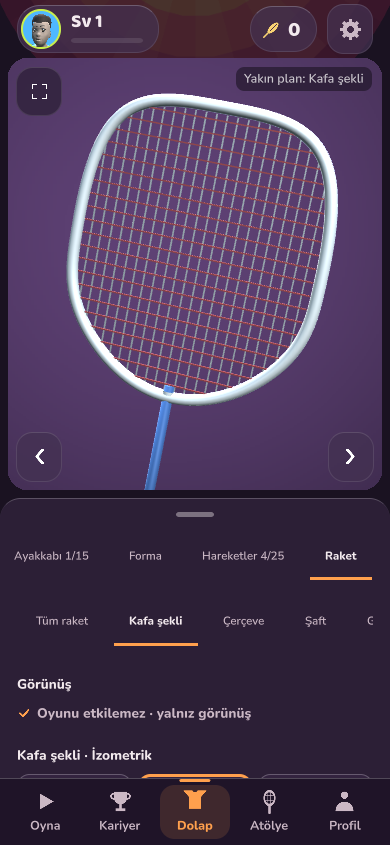 Sv 1
0
Yakın plan: Kafa şekli
Ayakkabı 1/15 Forma Hareketler 4/25 Raket
Tüm raket Kafa şekli Çerçeve Şaft
Görünüş
Oyunu etkilemez · yalnız görünüş
Kafa şekli · İzometrik
Oyna Kariyer Dolap Atölye Profil